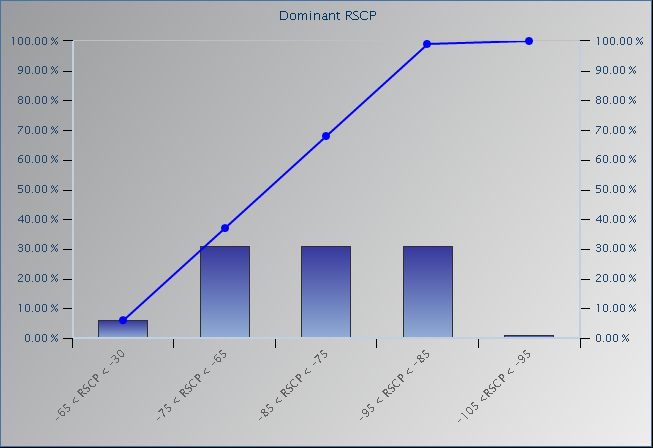 Dominant RSCP
100.00 % 100.00 %
90.00 % 90.00 %
80.00 % 80.00 %
70.00 % 70.00 %
60.00 % 60.00 %
50.00 % 50.00 %
40.00 % 40.00 %
30.00 % 30.00 %
20.00 % 20.00 %
10.00 % 10.00 %
0.00 % 0.00 %
-65 < RSCP < -30
-75 < RSCP < -65
-85 < RSCP < -75
-95 < RSCP < -85
-105 <RSCP < -95